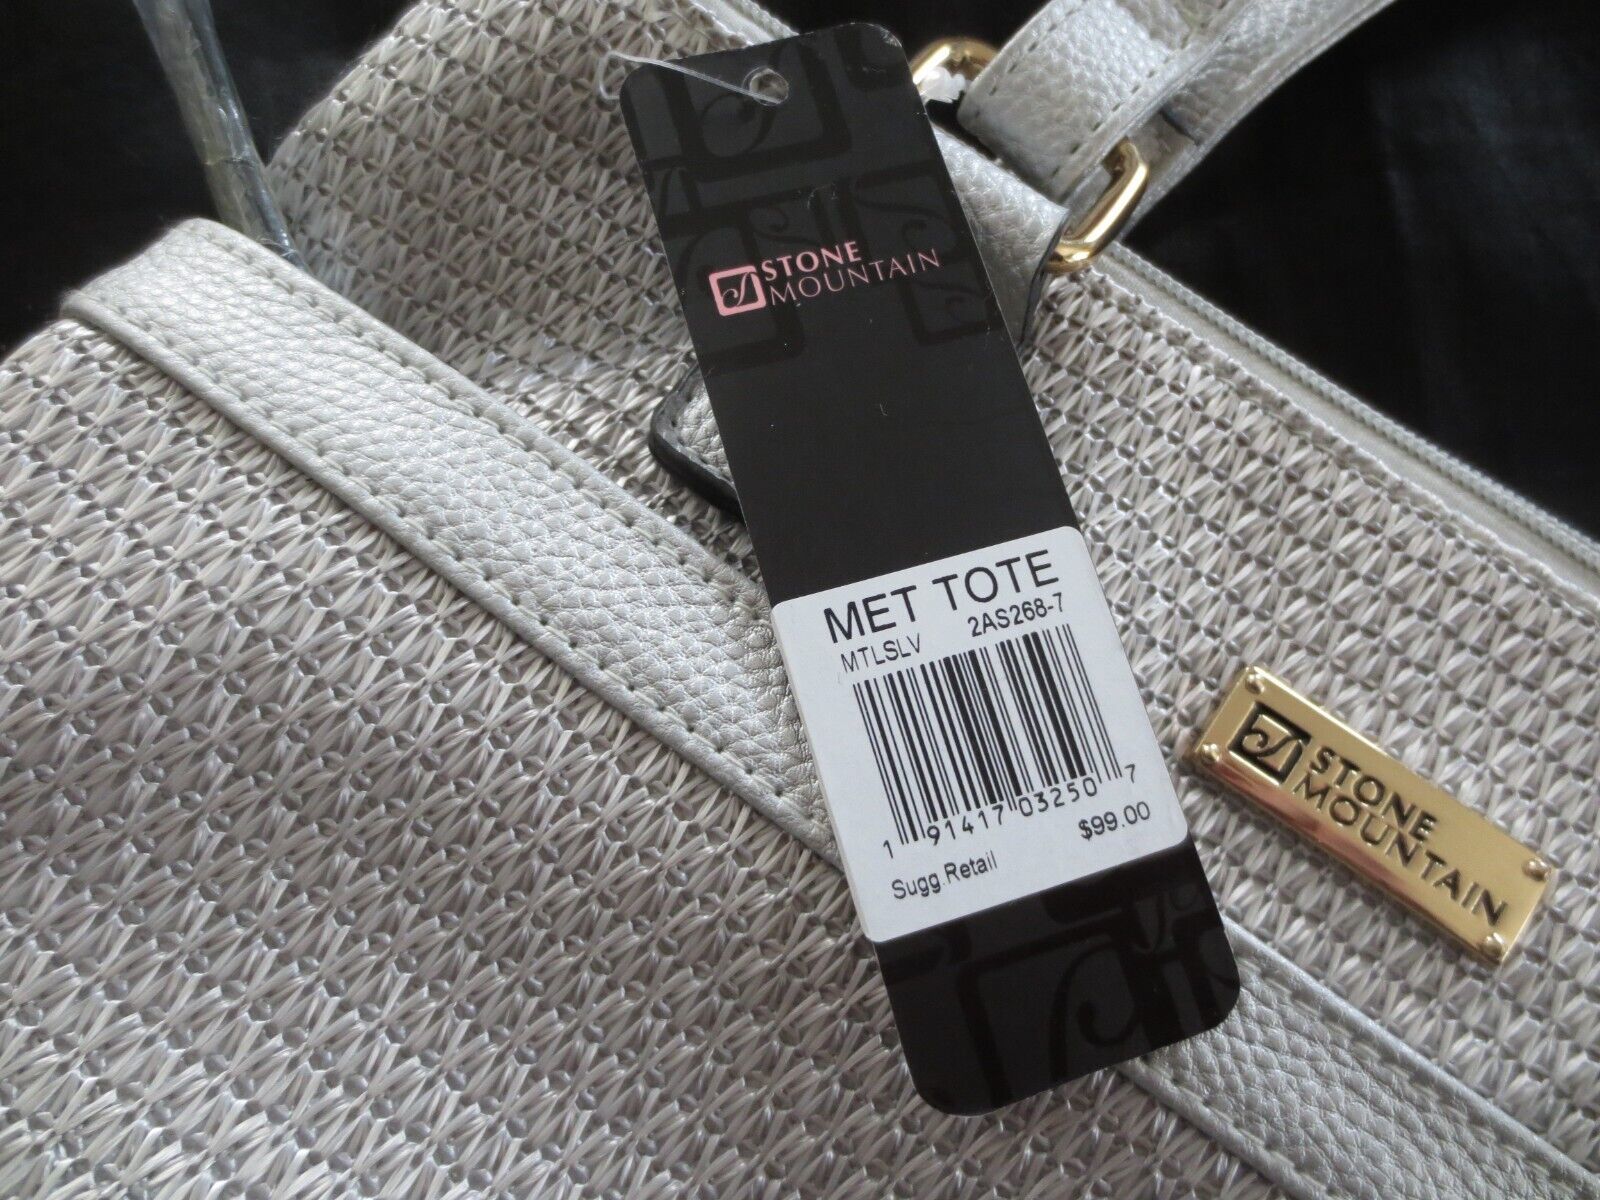 STONE
MOUNTAIN
MET TOTE
MTLSLV 2AS268-7
1 91417 03250 7
Sugg.Retail $99.00
STONE
MOUNTAIN